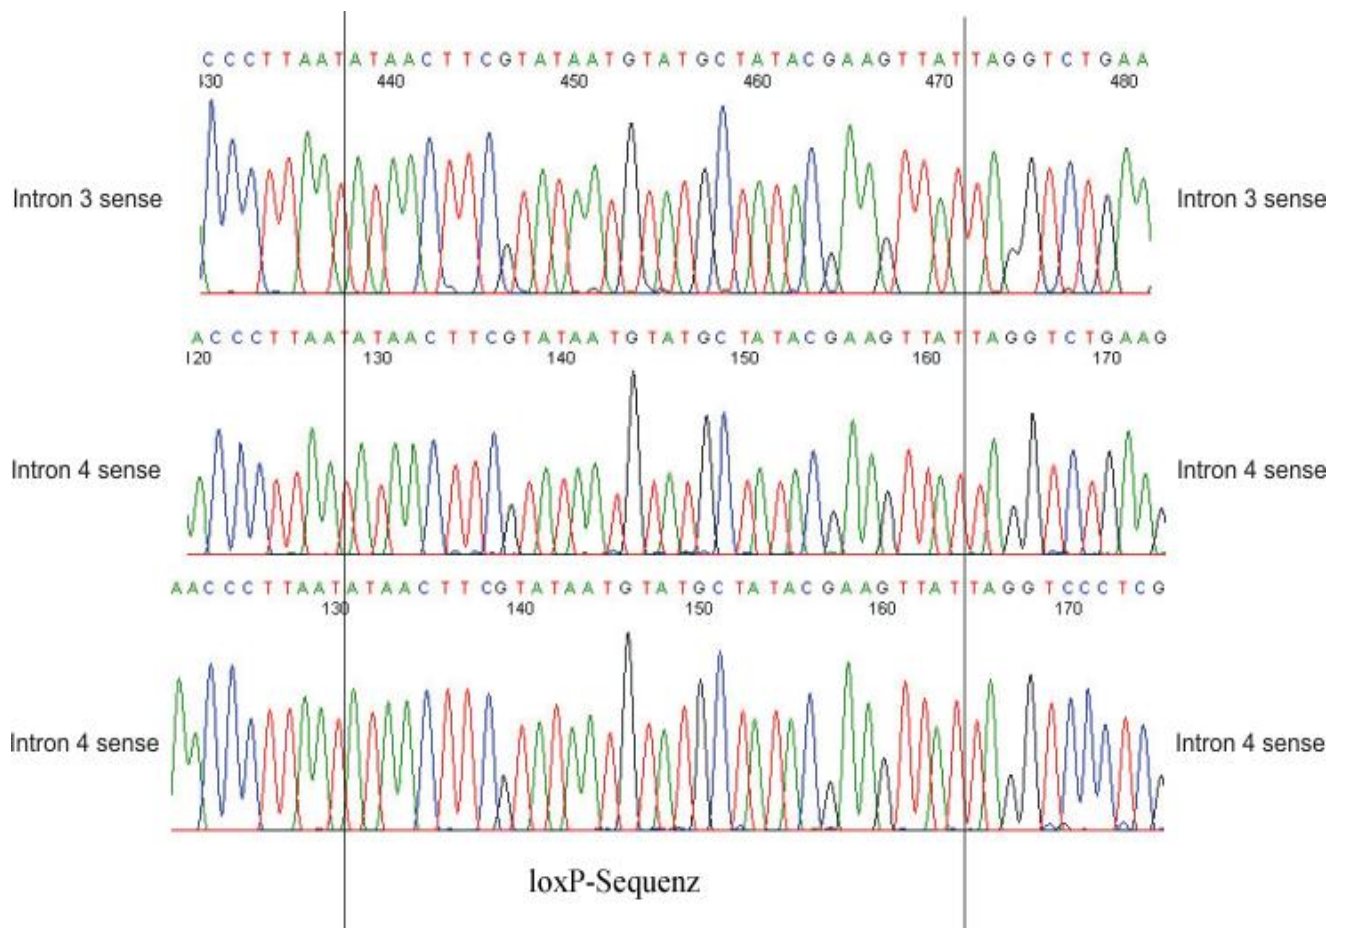 C C C T T A A T A T A A C T T C G T A T A A T G T A T G C T A T A C G A A G T T A T T A G G T C T G A A
430 440 450 460 470 480
Intron 3 sense Intron 3 sense
A C C C T T A A T A T A A C T T C G T A T A A T G T A T G C T A T A C G A A G T T A T T A G G T C T G A A G
120 130 140 150 160 170
Intron 4 sense Intron 4 sense
A A C C C T T A A T A T A A C T T C G T A T A A T G T A T G C T A T A C G A A G T T A T T A G G T C C C T C G
130 140 150 160 170
Intron 4 sense Intron 4 sense
loxP-Sequenz